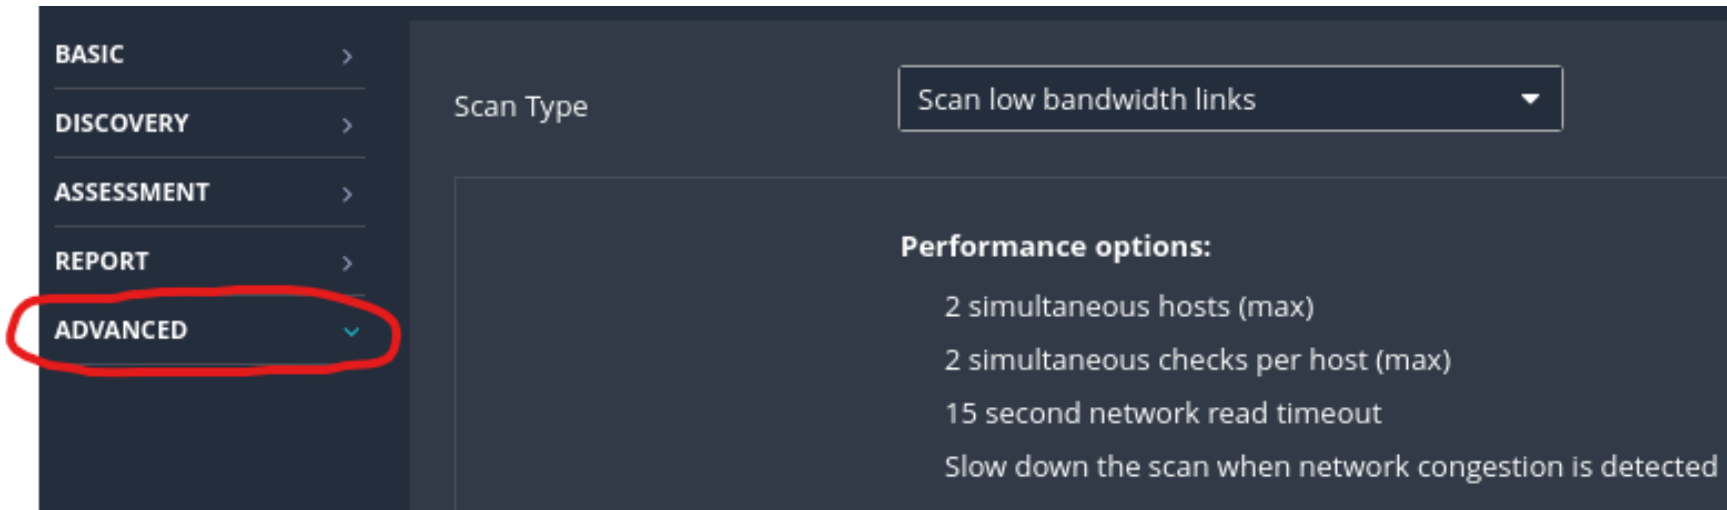 BASIC
DISCOVERY
ASSESSMENT
REPORT
ADVANCED
Scan Type
Scan low bandwidth links
Performance options:
2 simultaneous hosts (max)
2 simultaneous checks per host (max)
15 second network read timeout
Slow down the scan when network congestion is detected